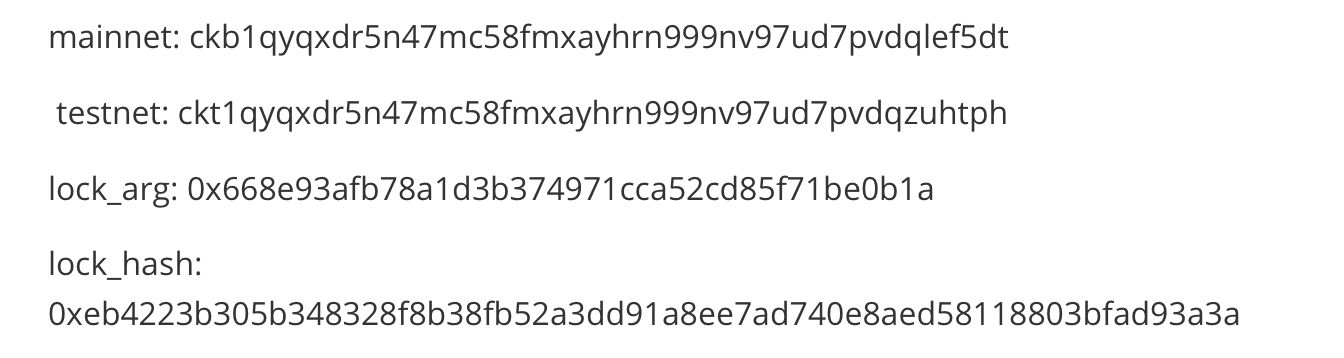 mainnet: ckb1qyqxdr5n47mc58fmxayhrn999nv97ud7pvdqlef5dt
testnet: ckt1qyqxdr5n47mc58fmxayhrn999nv97ud7pvdqzuhtph
lock_arg: 0x668e93afb78a1d3b374971cca52cd85f71be0b1a
lock_hash:
0xeb4223b305b348328f8b38fb52a3dd91a8ee7ad740e8aed58118803bfad93a3a